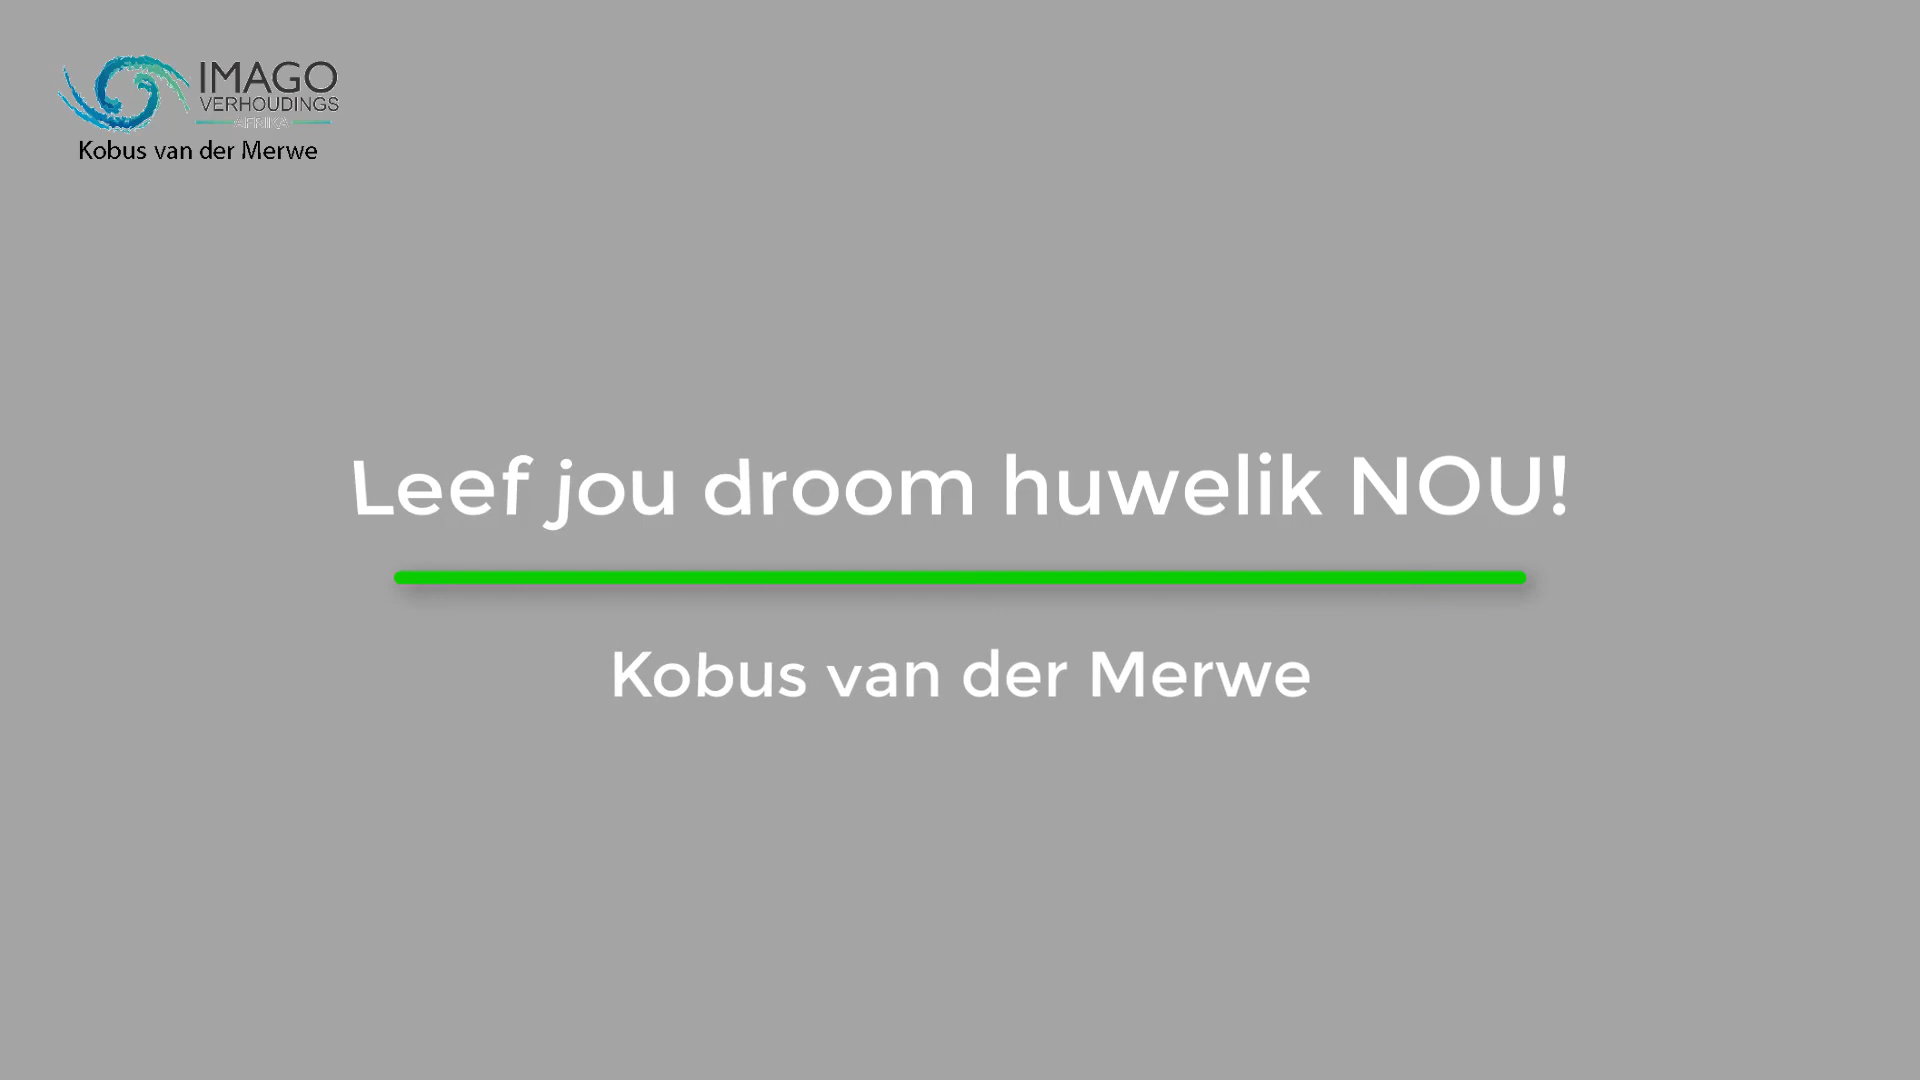 IMAGO
VERHOUDINGS
AFRIKA
Kobus van der Merwe
Leef jou droom huwelik NOU!
Kobus van der Merwe